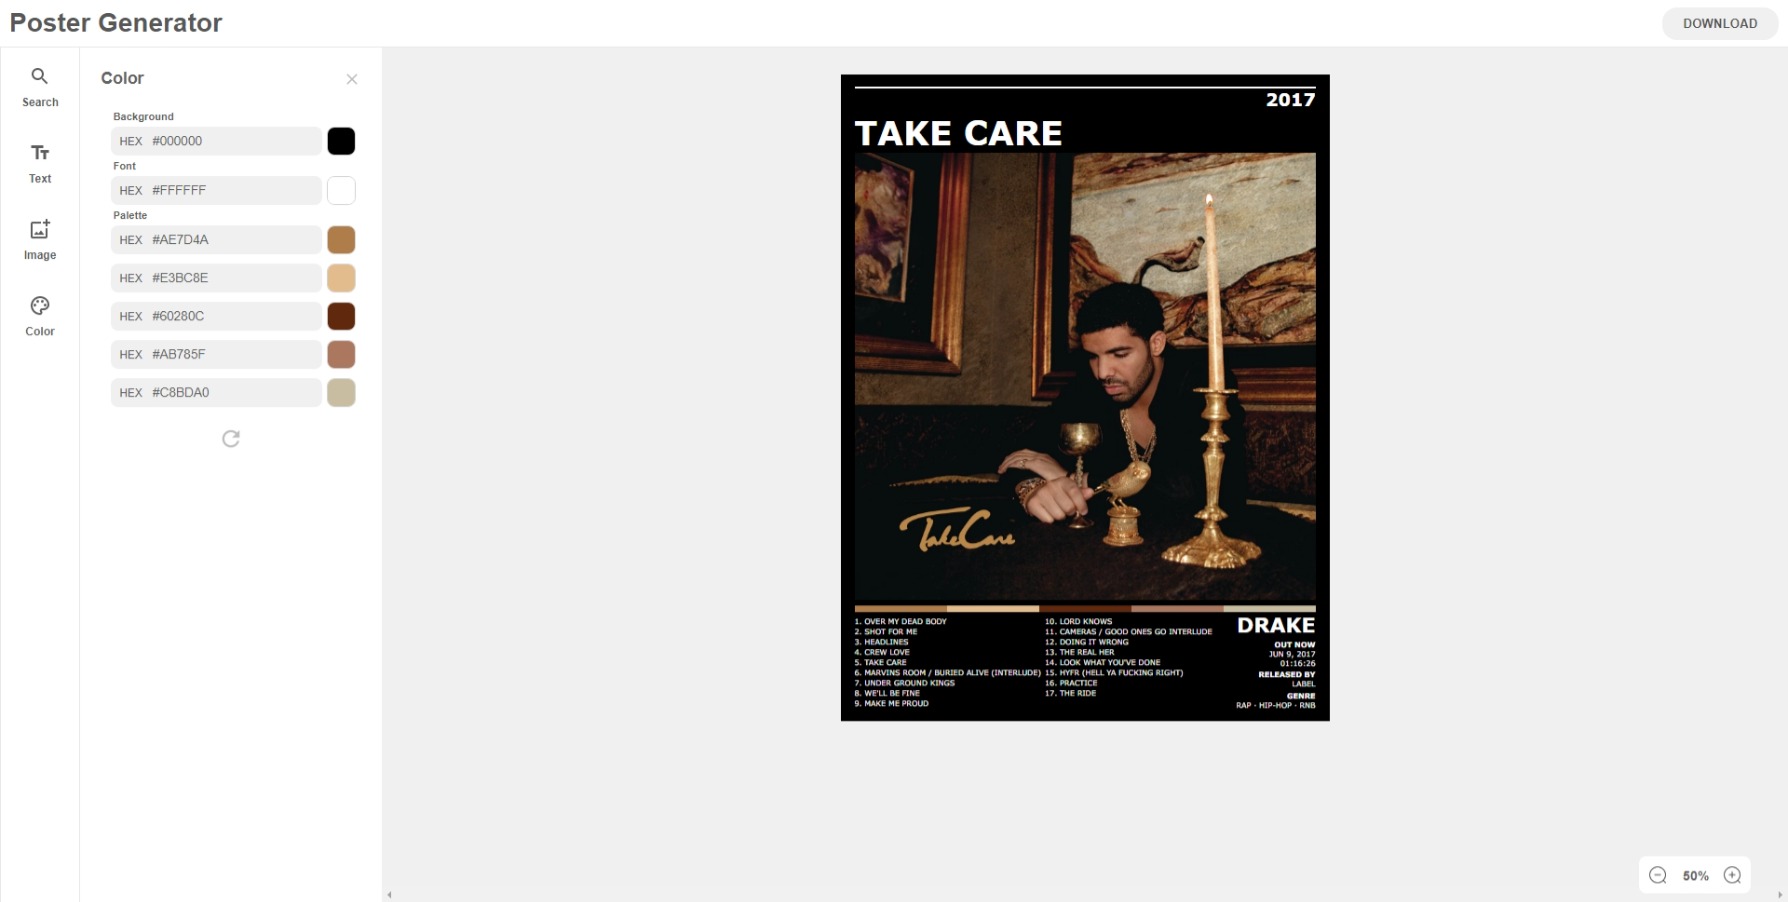 Poster Generator
DOWNLOAD
Search
Text
Image
Color
Color
Background
HEX #000000
Font
HEX #FFFFFF
Palette
HEX #AE7D4A
HEX #E3BC8E
HEX #60280C
HEX #AB785F
HEX #C8BDA0
2017
TAKE CARE
TakeCare
1. OVER MY DEAD BODY
2. SHOT FOR ME
3. HEADLINES
4. CREW LOVE
5. TAKE CARE
6. MARVINS ROOM / BURIED ALIVE (INTERLUDE)
7. UNDER GROUND KINGS
8. WE'LL BE FINE
9. MAKE ME PROUD
10. LORD KNOWS
11. CAMERAS / GOOD ONES GO INTERLUDE
12. DOING IT WRONG
13. THE REAL HER
14. LOOK WHAT YOU'VE DONE
15. HYFR (HELL YA FUCKING RIGHT)
16. PRACTICE
17. THE RIDE
DRAKE
OUT NOW
JUN 9, 2017
01:16:26
RELEASED BY
LABEL
GENRE
RAP - HIP-HOP - RNB
50%